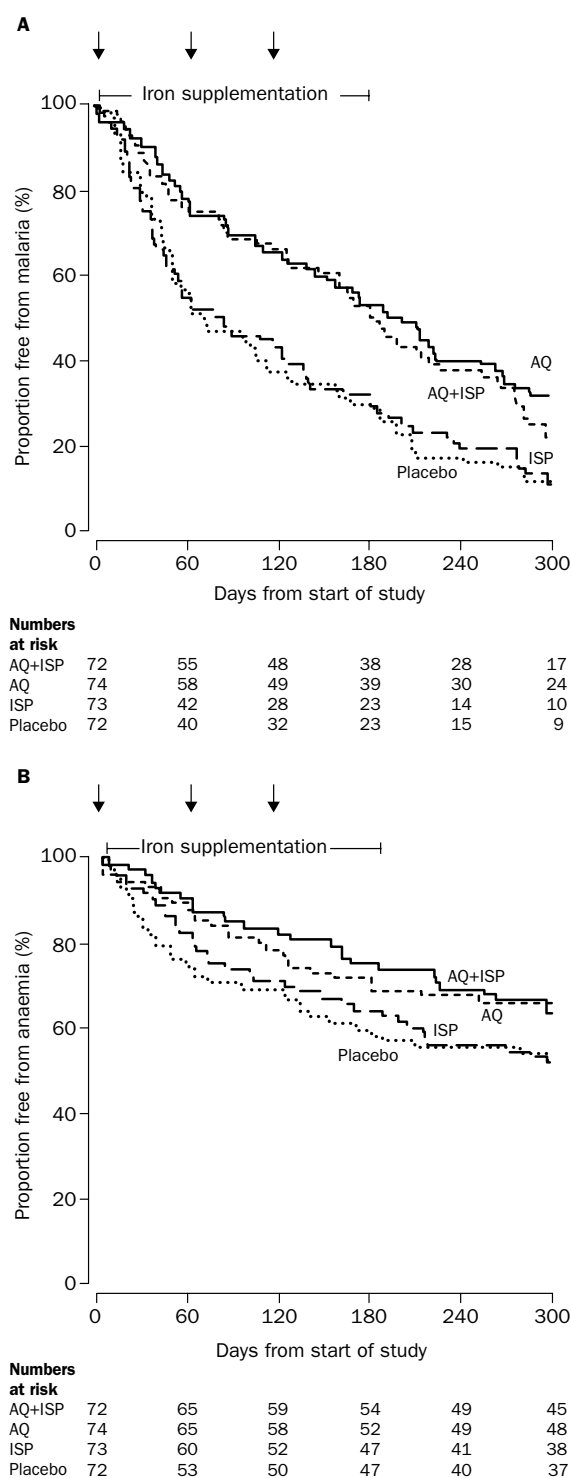 A
Iron supplementation
100
80
60
40
20
0
Proportion free from malaria (%)
AQ
AQ+ISP
ISP
Placebo
0 60 120 180 240 300
Days from start of study
Numbers
at risk
AQ+ISP 72 55 48 38 28 17
AQ 74 58 49 39 30 24
ISP 73 42 28 23 14 10
Placebo 72 40 32 23 15 9
B
Iron supplementation
100
80
60
40
20
0
Proportion free from anaemia (%)
AQ+ISP
AQ
ISP
Placebo
0 60 120 180 240 300
Days from start of study
Numbers
at risk
AQ+ISP 72 65 59 54 49 45
AQ 74 65 58 52 49 48
ISP 73 60 52 47 41 38
Placebo 72 53 50 47 40 37